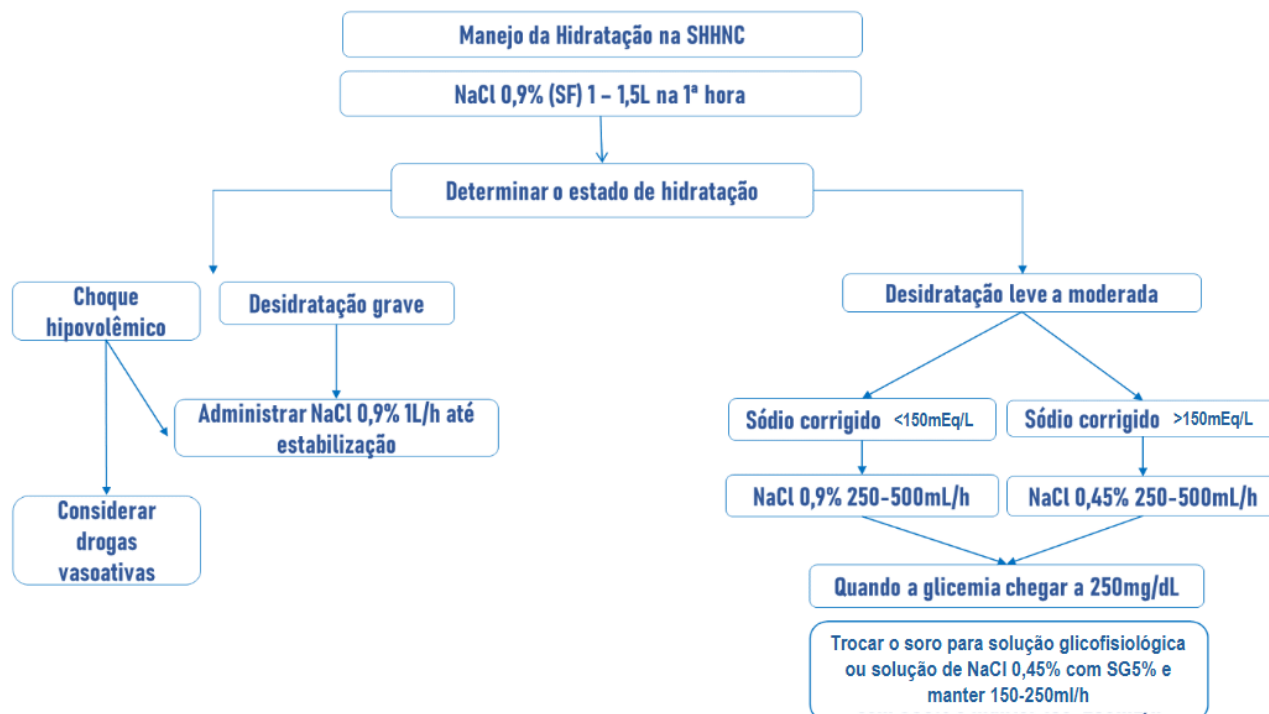 Manejo da Hidratação na SHHNC
NaCl 0,9% (SF) 1 – 1,5L na 1ª hora
Determinar o estado de hidratação
Choque
hipovolêmico
Desidratação grave
Desidratação leve a moderada
Administrar NaCl 0,9% 1L/h até
estabilização
Sódio corrigido <150mEq/L
Sódio corrigido >150mEq/L
NaCl 0,9% 250-500mL/h
NaCl 0,45% 250-500mL/h
Considerar
drogas
vasoativas
Quando a glicemia chegar a 250mg/dL
Trocar o soro para solução glicofisiológica
ou solução de NaCl 0,45% com SG5% e
manter 150-250ml/h